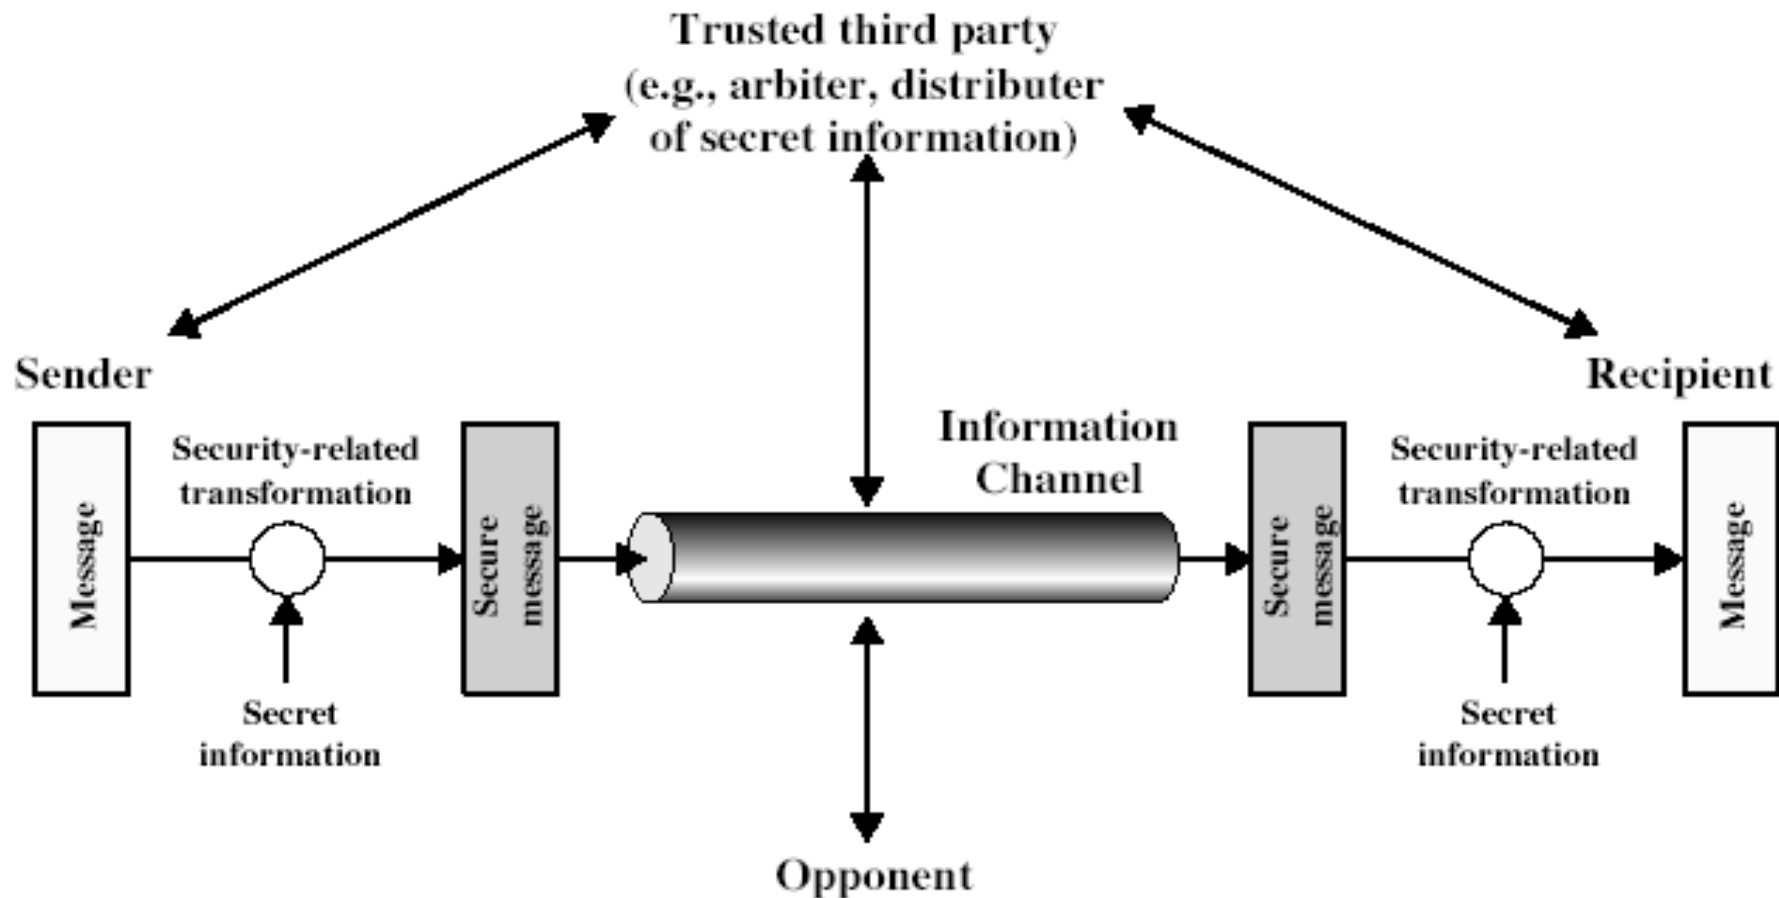 Trusted third party
(e.g., arbiter, distributer
of secret information)
Sender
Recipient
Information
Channel
Security-related
transformation
Security-related
transformation
Message
Secure
message
Secure
message
Message
Secret
information
Secret
information
Opponent